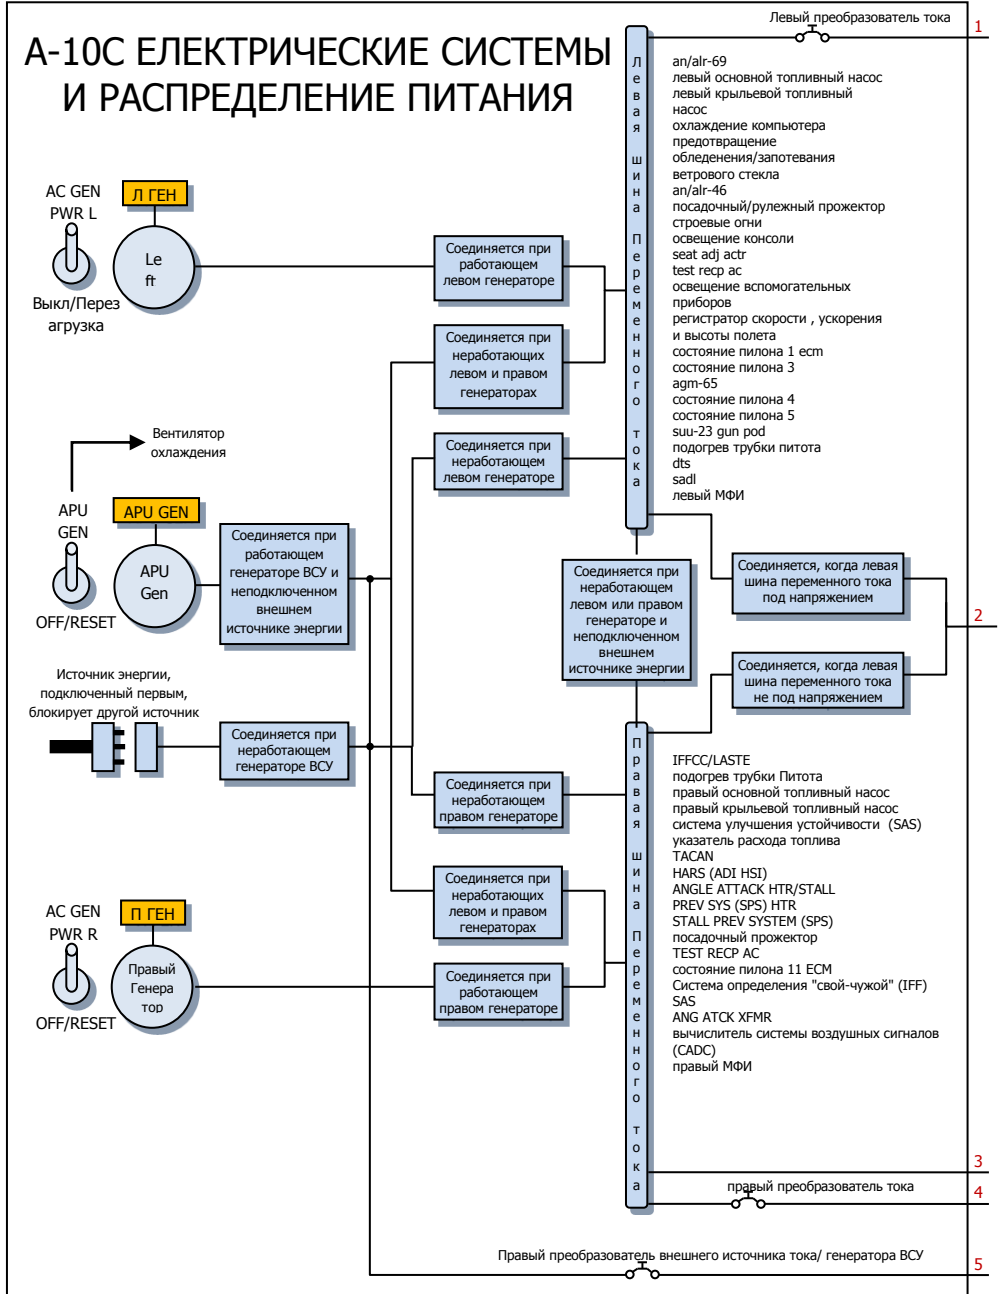 А-10С ЕЛЕКТРИЧЕСКИЕ СИСТЕМЫ
И РАСПРЕДЕЛЕНИЕ ПИТАНИЯ
Левый преобразователь тока
1
Левая шина Переменного тока
an/alr-69
левый основной топливный насос
левый крыльевой топливный
насос
охлаждение компьютера
предотвращение
обледенения/запотевания
ветрового стекла
an/alr-46
посадочный/рулежный прожектор
строевые огни
освещение консоли
seat adj actr
test recp ac
освещение вспомогательных
приборов
регистратор скорости , ускорения
и высоты полета
состояние пилона 1 ecm
состояние пилона 3
agm-65
состояние пилона 4
состояние пилона 5
suu-23 gun pod
подогрев трубки питота
dts
sadl
левый МФИ
AC GEN
PWR L
Л ГЕН
Le
ft
Выкл/Перез
агрузка
Соединяется при
работающем
левом генераторе
Соединяется при
неработающих
левом и правом
генераторах
Соединяется при
неработающем
левом генераторе
Вентилятор
охлаждения
APU
GEN
APU GEN
APU
Gen
OFF/RESET
Соединяется при
работающем
генераторе ВСУ и
неподключенном
внешнем
источнике энергии
Соединяется при
неработающем
левом или правом
генераторе и
неподключенном
внешнем
источнике энергии
Соединяется, когда левая
шина переменного тока
под напряжением
2
Соединяется, когда левая
шина переменного тока
не под напряжением
Источник энергии,
подключенный первым,
блокирует другой источник
Соединяется при
неработающем
генераторе ВСУ
Соединяется при
неработающем
правом генераторе
Соединяется при
неработающих
левом и правом
генераторах
Соединяется при
работающем
правом генераторе
AC GEN
PWR R
П ГЕН
Правый
Генера
тор
OFF/RESET
Правая шина Переменного тока
IFFCC/LASTE
подогрев трубки Питота
правый основной топливный насос
правый крыльевой топливный насос
система улучшения устойчивости (SAS)
указатель расхода топлива
TACAN
HARS (ADI HSI)
ANGLE ATTACK HTR/STALL
PREV SYS (SPS) HTR
STALL PREV SYSTEM (SPS)
посадочный прожектор
TEST RECP AC
состояние пилона 11 ECM
Система определения "свой-чужой" (IFF)
SAS
ANG ATCK XFMR
вычислитель системы воздушных сигналов
(CADC)
правый МФИ
3
правый преобразователь тока
4
Правый преобразователь внешнего источника тока/ генератора ВСУ
5